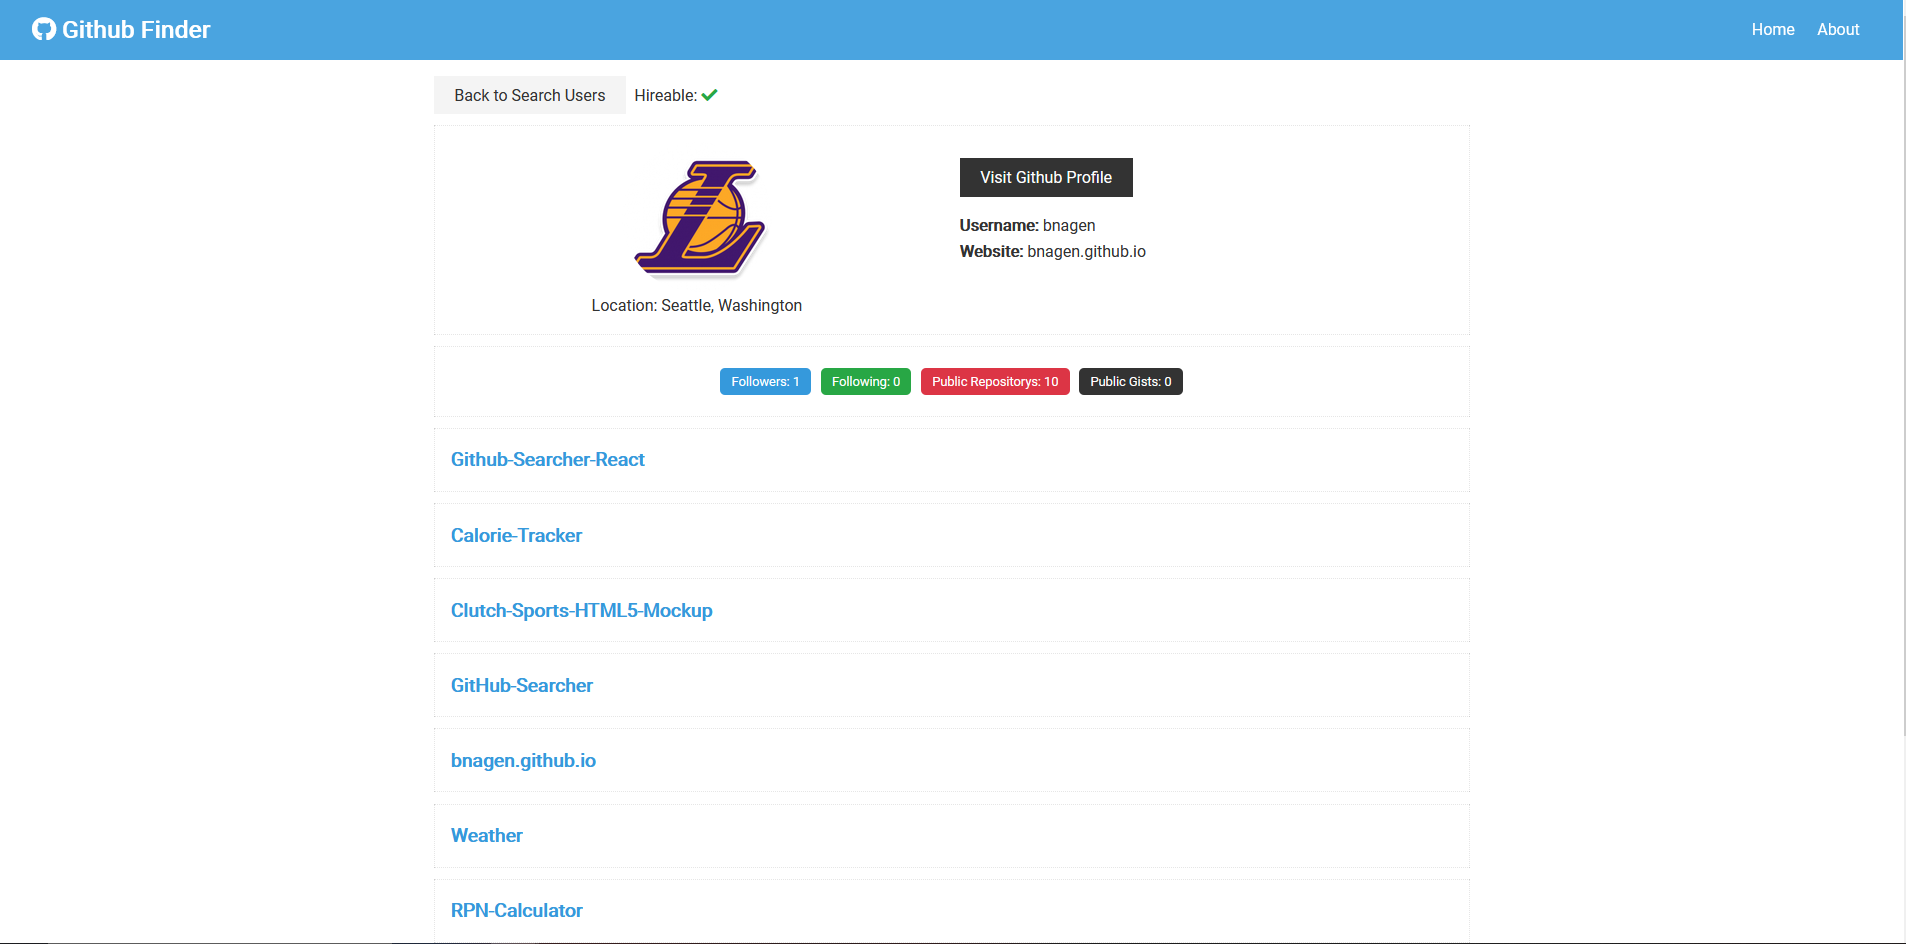 Github Finder
Home About
Back to Search Users Hireable:
L
Visit Github Profile
Username: bnagen
Website: bnagen.github.io
Location: Seattle, Washington
Followers: 1 Following: 0 Public Repositorys: 10 Public Gists: 0
Github-Searcher-React
Calorie-Tracker
Clutch-Sports-HTML5-Mockup
GitHub-Searcher
bnagen.github.io
Weather
RPN-Calculator